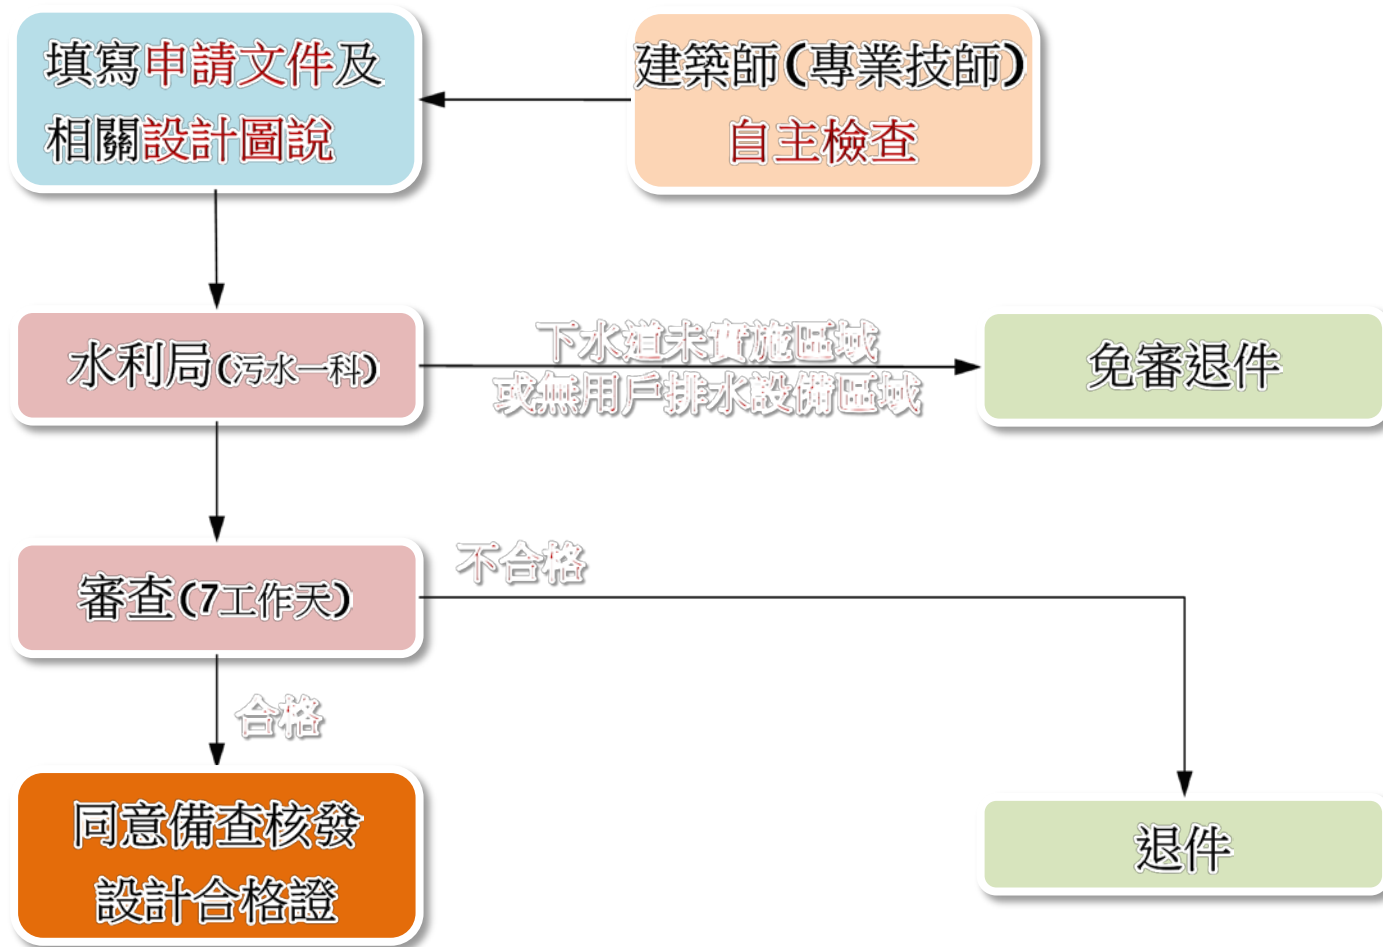 填寫申請文件及
相關設計圖說
建築師(專業技師)
自主檢查
水利局(污水一科)
下水道未實施區域
或無用戶排水設備區域
免審退件
審查(7工作天)
不合格
合格
同意備查核發
設計合格證
退件